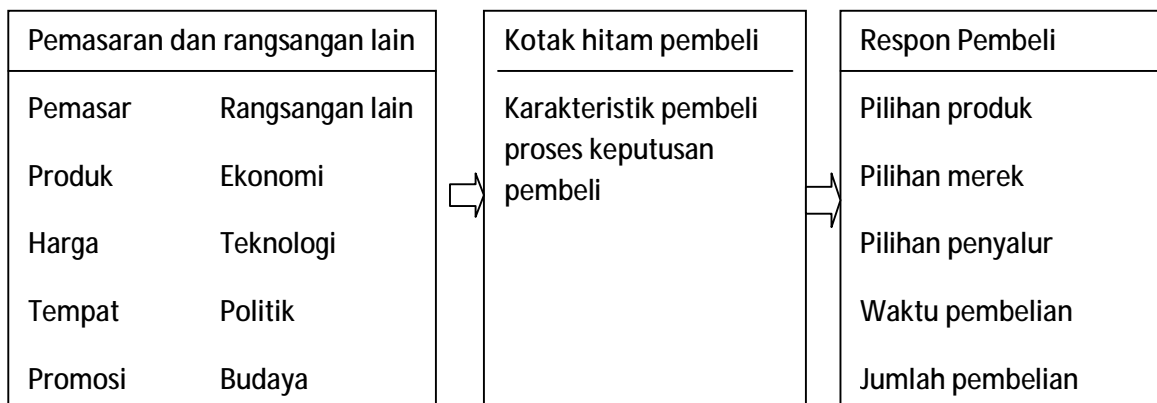 Pemasaran dan rangsangan lain
Pemasar Rangsangan lain
Produk Ekonomi
Harga Teknologi
Tempat Politik
Promosi Budaya
Kotak hitam pembeli
Karakteristik pembeli
proses keputusan
pembeli
Respon Pembeli
Pilihan produk
Pilihan merek
Pilihan penyalur
Waktu pembelian
Jumlah pembelian